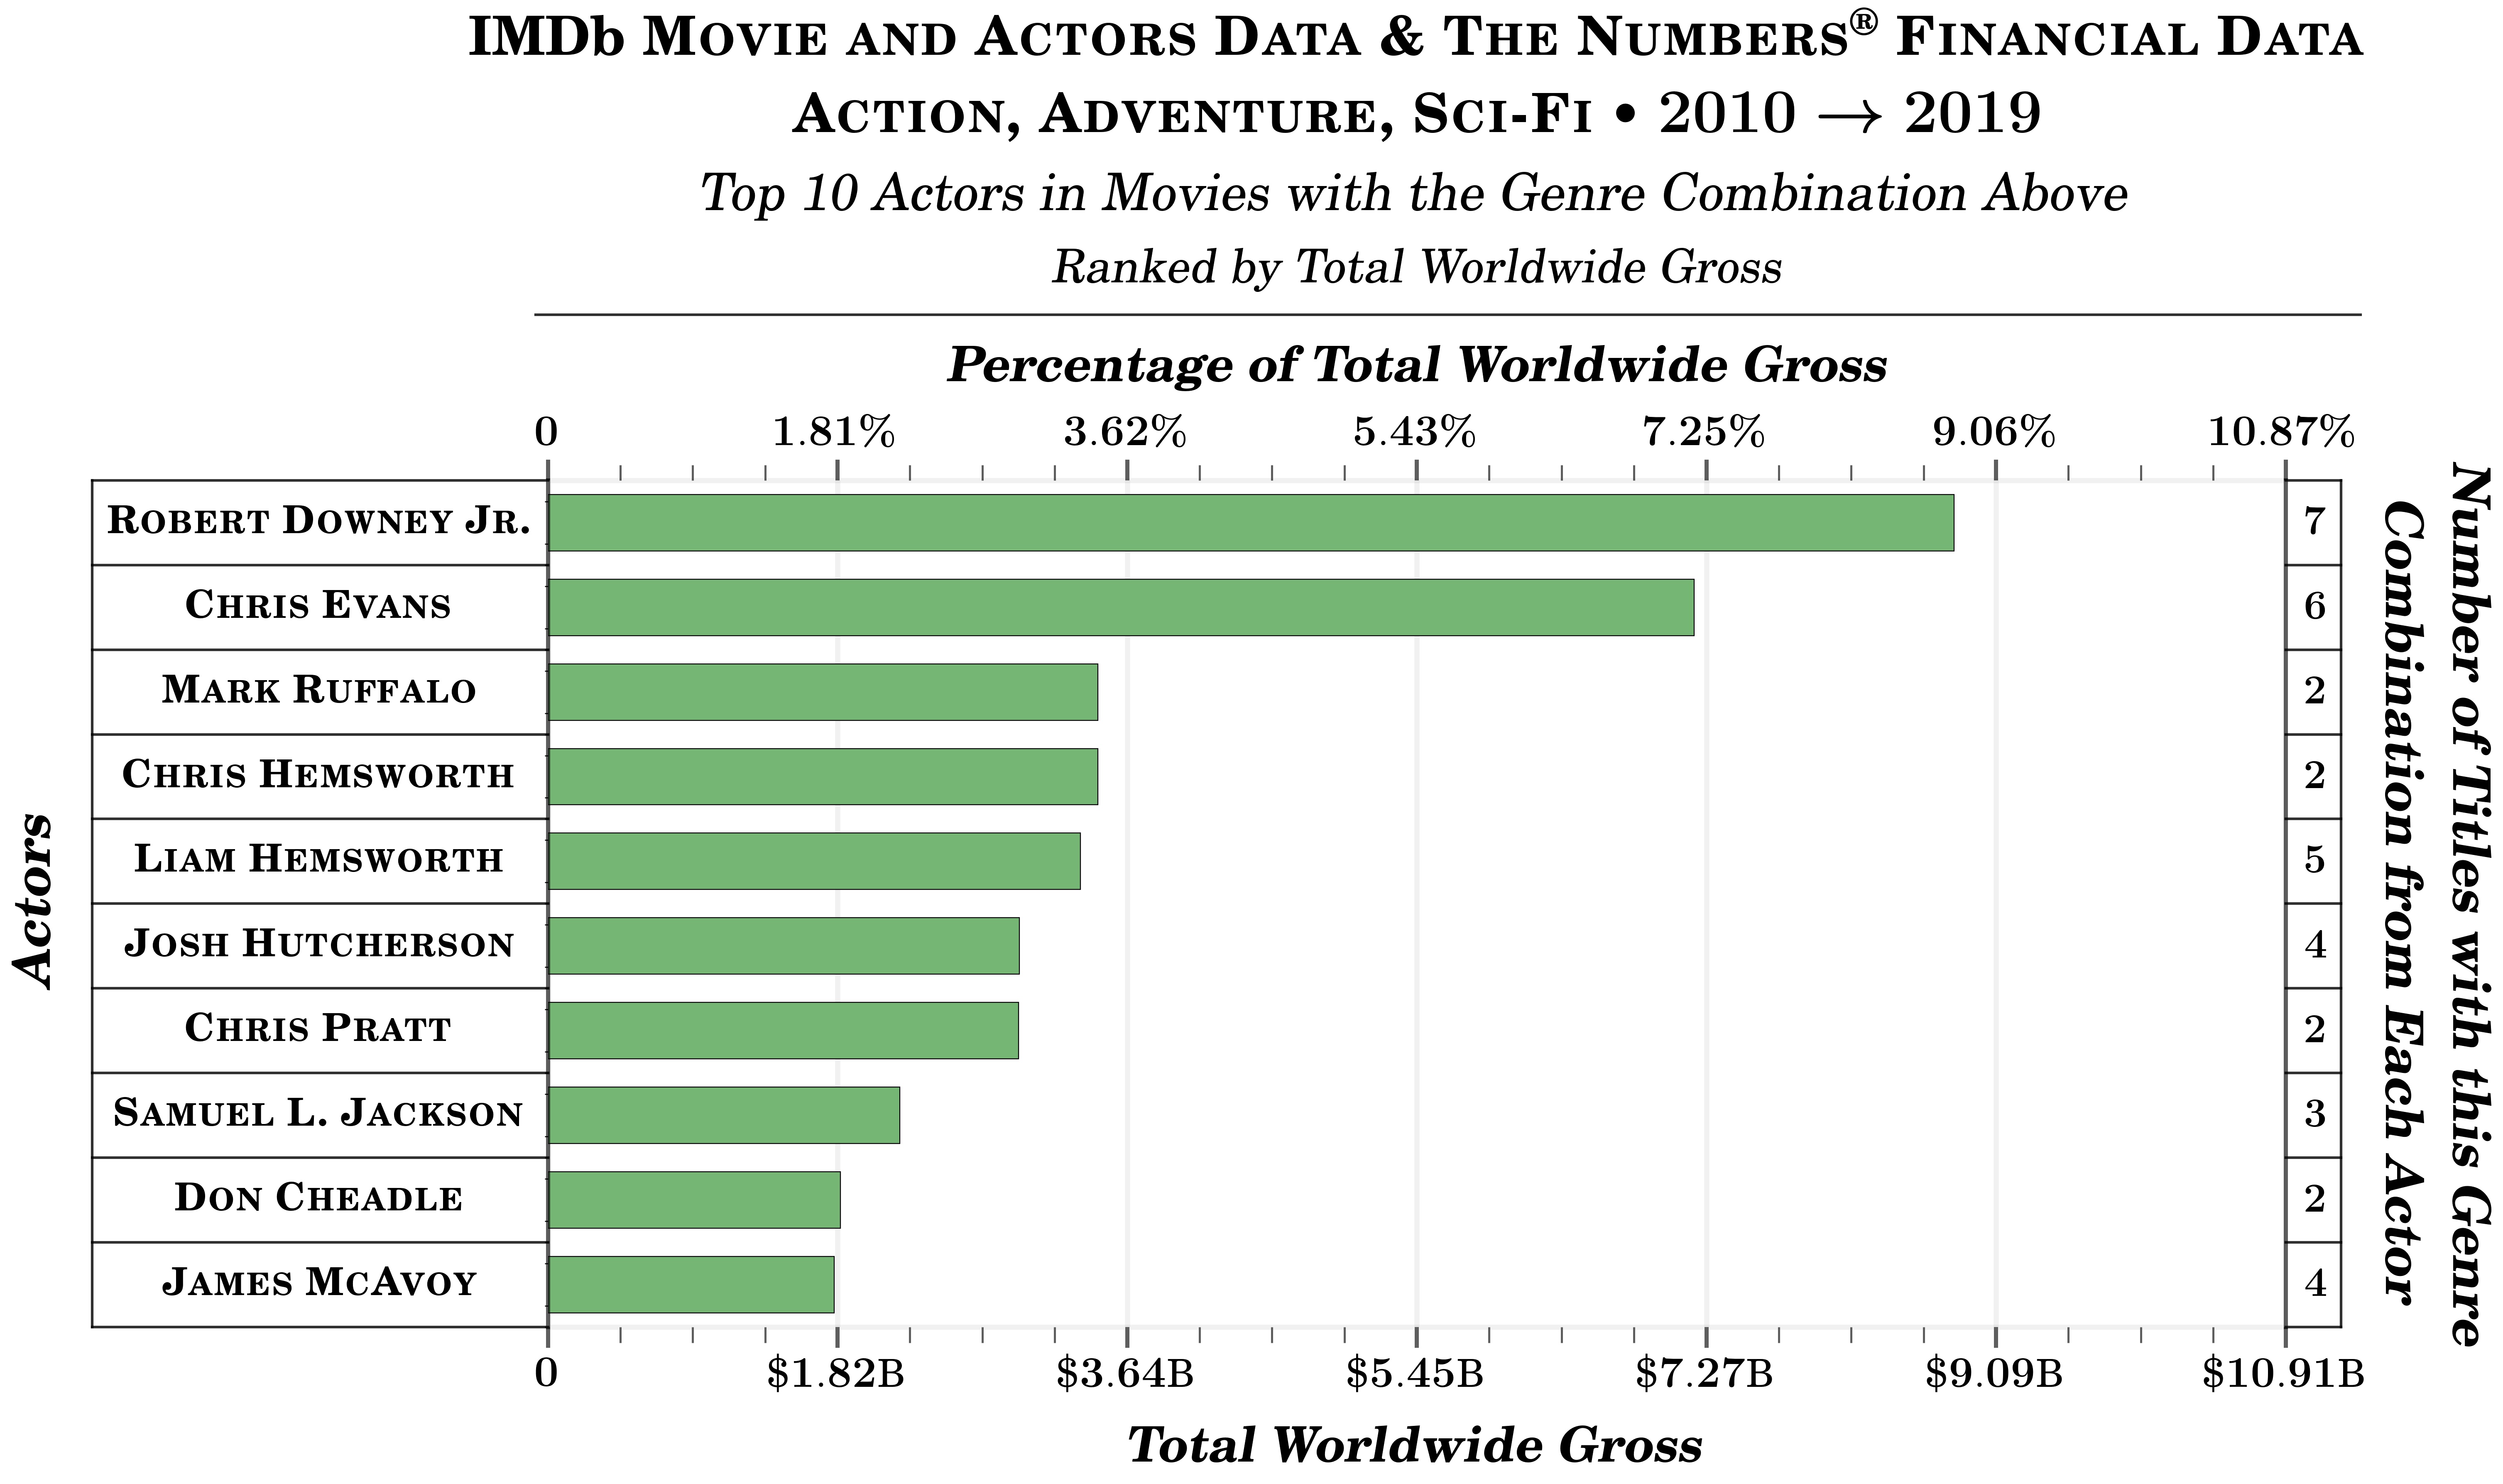 IMDb Movie and Actors Data & The Numbers® Financial Data
Action, Adventure, Sci-Fi • 2010 → 2019
Top 10 Actors in Movies with the Genre Combination Above
Ranked by Total Worldwide Gross
Percentage of Total Worldwide Gross
0 1.81% 3.62% 5.43% 7.25% 9.06% 10.87%
Robert Downey Jr. 7
Chris Evans 6
Mark Ruffalo 2
Chris Hemsworth 2
Liam Hemsworth 5
Josh Hutcherson 4
Chris Pratt 2
Samuel L. Jackson 3
Don Cheadle 2
James McAvoy 4
Actors
Number of Titles with this Genre
Combination from Each Actor
0 $1.82B $3.64B $5.45B $7.27B $9.09B $10.91B
Total Worldwide Gross